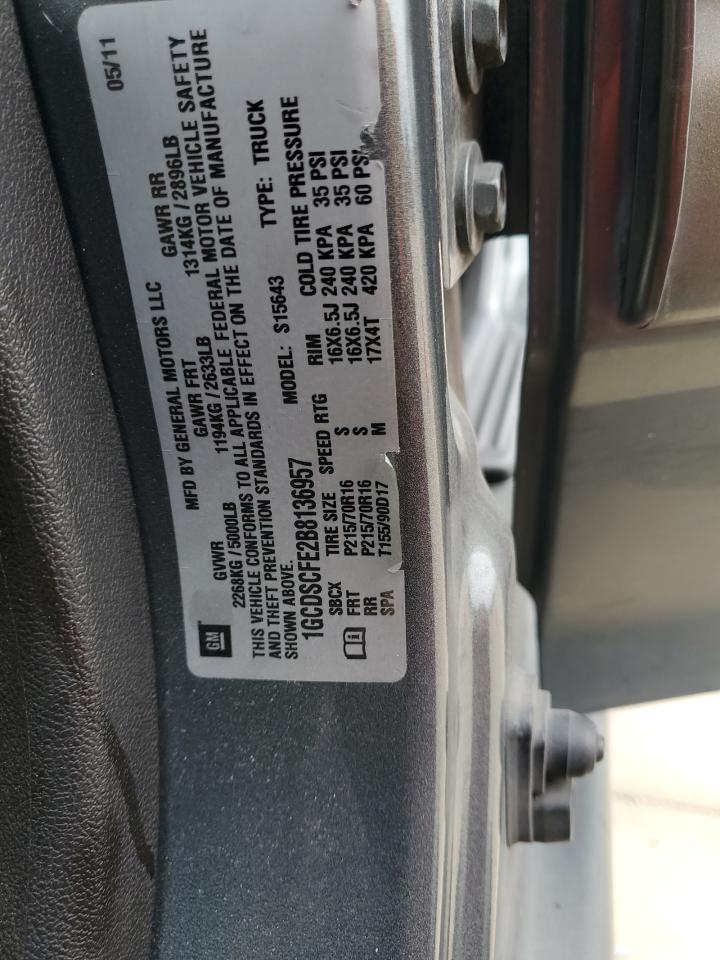 MFD BY GENERAL MOTORS LLC 05/11
GM
GVWR GAWR FRT GAWR RR
2268KG/5000LB 1194KG/2633LB 1314KG/2896LB
THIS VEHICLE CONFORMS TO ALL APPLICABLE FEDERAL MOTOR VEHICLE SAFETY
AND THEFT PREVENTION STANDARDS IN EFFECT ON THE DATE OF MANUFACTURE
SHOWN ABOVE.
1GCDSCFE2B8136957 MODEL: S15643 TYPE: TRUCK
SBCX TIRE SIZE SPEED RTG RIM COLD TIRE PRESSURE
FRT P215/70R16 S 16X6.5J 240 KPA 35 PSI
RR P215/70R16 S 16X6.5J 240 KPA 35 PSI
SPA T155/90D17 M 17X4T 420 KPA 60 PSI